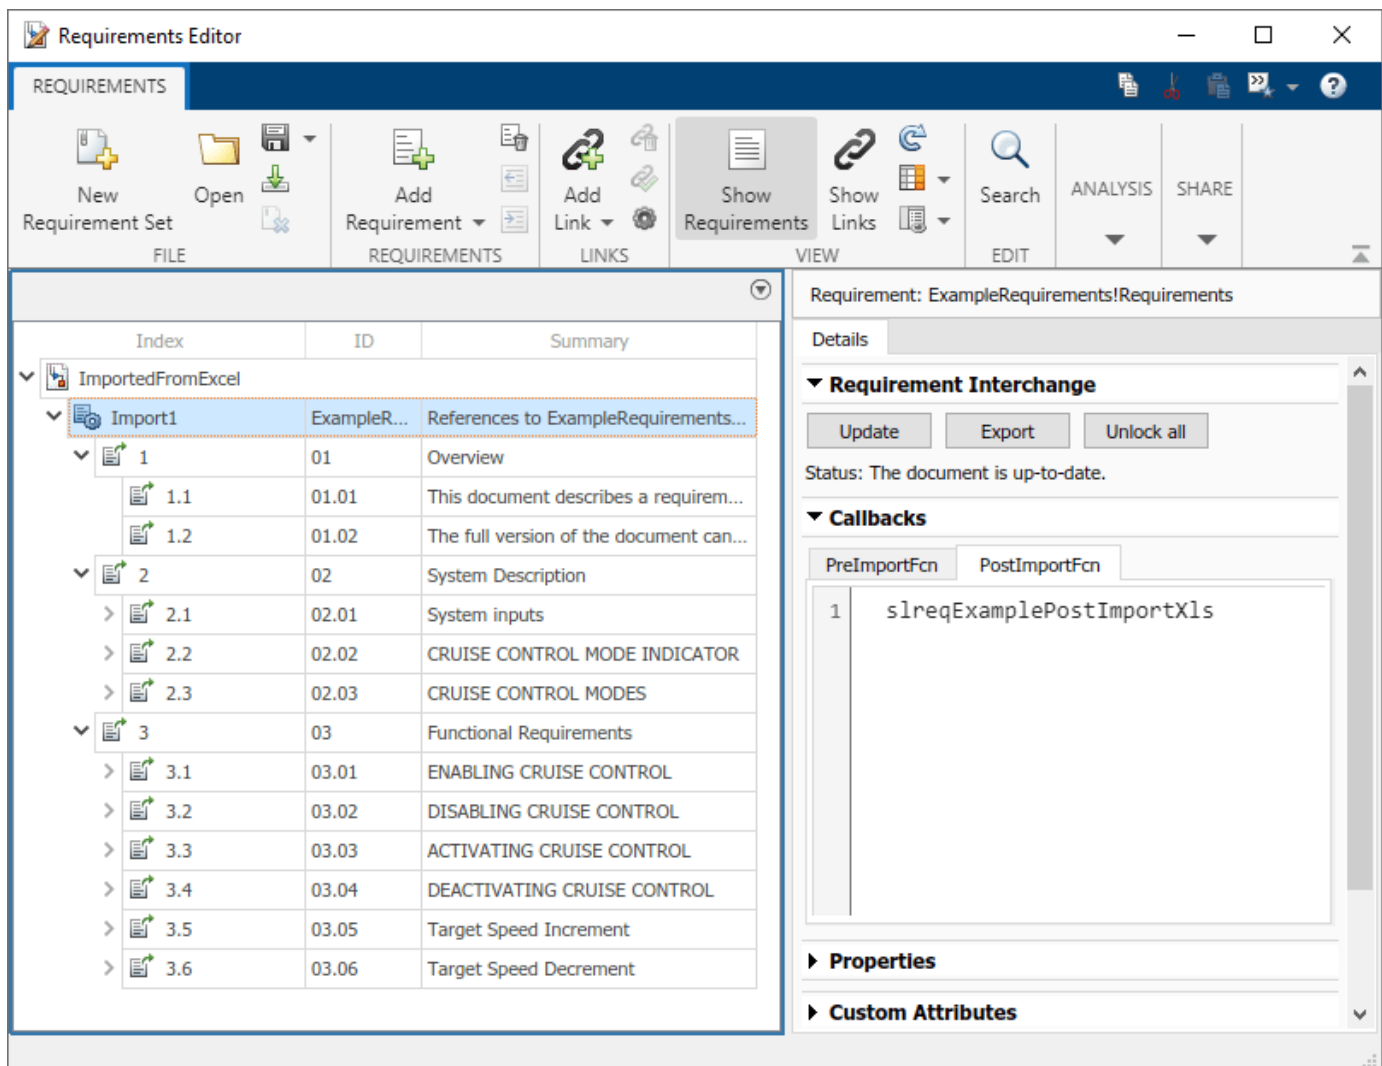 Requirements Editor
REQUIREMENTS
New
Requirement Set
Open
FILE
Add
Requirement
REQUIREMENTS
Add
Link
LINKS
Show
Requirements
Show
Links
VIEW
Search
EDIT
ANALYSIS
SHARE
Index ID Summary
ImportedFromExcel
Import1 ExampleR... References to ExampleRequirements...
1 01 Overview
1.1 01.01 This document describes a requirem...
1.2 01.02 The full version of the document can...
2 02 System Description
2.1 02.01 System inputs
2.2 02.02 CRUISE CONTROL MODE INDICATOR
2.3 02.03 CRUISE CONTROL MODES
3 03 Functional Requirements
3.1 03.01 ENABLING CRUISE CONTROL
3.2 03.02 DISABLING CRUISE CONTROL
3.3 03.03 ACTIVATING CRUISE CONTROL
3.4 03.04 DEACTIVATING CRUISE CONTROL
3.5 03.05 Target Speed Increment
3.6 03.06 Target Speed Decrement
Requirement: ExampleRequirements!Requirements
Details
Requirement Interchange
Update Export Unlock all
Status: The document is up-to-date.
Callbacks
PreImportFcn PostImportFcn
1 slreqExamplePostImportXls
Properties
Custom Attributes